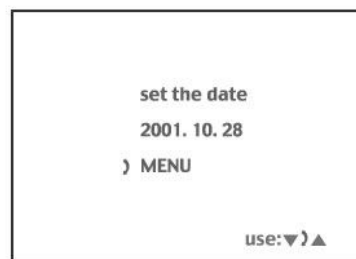 set the date
2001. 10. 28
) MENU
use:▼)▲